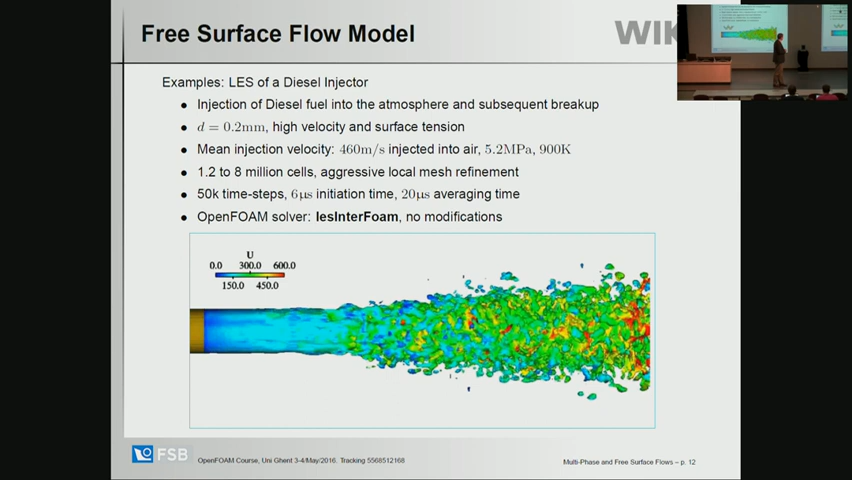 Free Surface Flow Model
WIK
Examples: LES of a Diesel Injector
• Injection of Diesel fuel into the atmosphere and subsequent breakup
• d = 0.2mm, high velocity and surface tension
• Mean injection velocity: 460m/s injected into air, 5.2MPa, 900K
• 1.2 to 8 million cells, aggressive local mesh refinement
• 50k time-steps, 6μs initiation time, 20μs averaging time
• OpenFOAM solver: lesInterFoam, no modifications
U
0.0 300.0 600.0
150.0 450.0
FSB
OpenFOAM Course, Uni Ghent 3-4/May/2016. Tracking 5568512168
Multi-Phase and Free Surface Flows – p. 12